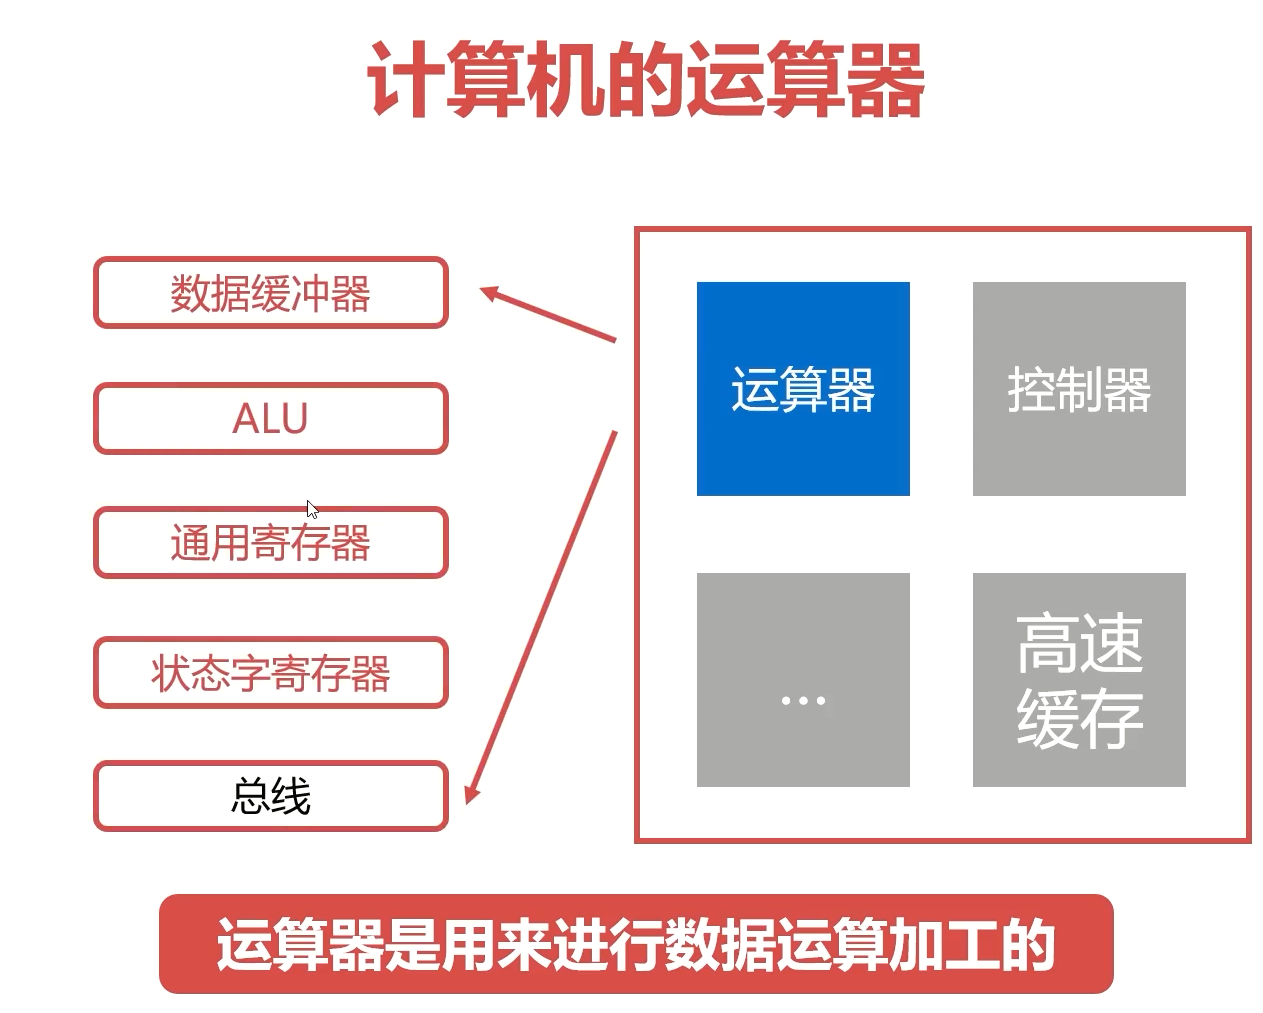 计算机的运算器
数据缓冲器
ALU
通用寄存器
状态字寄存器
总线
运算器
控制器
...
高速
缓存
运算器是用来进行数据运算加工的